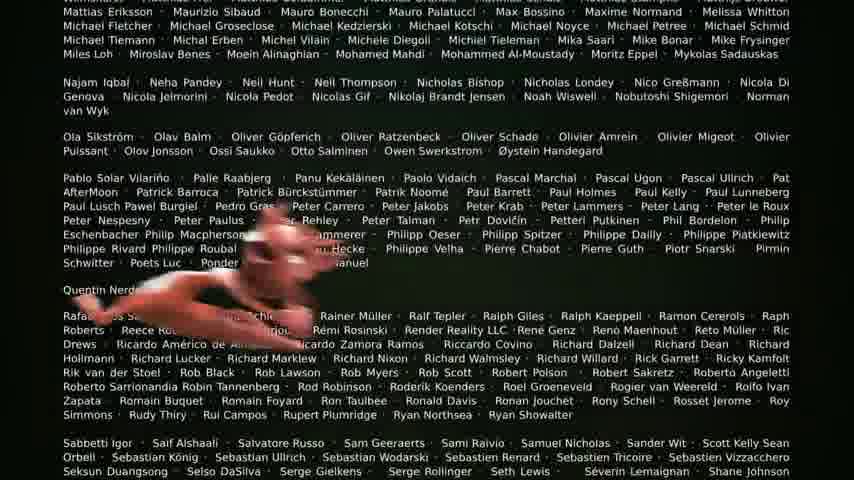 Mattias Eriksson · Maurizio Sibaud · Mauro Bonecchi · Mauro Palatucci · Max Bossino · Maxime Normand · Melissa Whitton
Michael Fletcher · Michael Groseclose · Michael Kedzierski · Michael Kotschi · Michael Noyce · Michael Petree · Michael Schmid
Michael Tiemann · Michal Erben · Michel Vilain · Michele Diegoli · Michiel Tieleman · Mika Saari · Mike Bonar · Mike Frysinger
Miles Loh · Miroslav Benes · Moein Alinaghian · Mohamed Mahdi · Mohammed Al-Moustady · Moritz Eppel · Mykolas Sadauskas
Najam Iqbal · Neha Pandey · Neil Hunt · Neil Thompson · Nicholas Bishop · Nicholas Londey · Nico Greßmann · Nicola Di
Genova · Nicola Jelmorini · Nicola Pedot · Nicolas Gif · Nikolaj Brandt Jensen · Noah Wiswell · Nobutoshi Shigemori · Norman
van Wyk
Ola Sikström · Olav Balm · Oliver Göpferich · Oliver Ratzenbeck · Oliver Schade · Olivier Amrein · Olivier Migeot · Olivier
Puissant · Olov Jonsson · Ossi Saukko · Otto Salminen · Owen Swerkstrom · Øystein Handegard
Pablo Solar Vilariño · Palle Raabjerg · Panu Kekäläinen · Paolo Vidaich · Pascal Marchal · Pascal Ugon · Pascal Ullrich · Pat
AfterMoon · Patrick Barroca · Patrick Bürckstümmer · Patrik Noomé · Paul Barrett · Paul Holmes · Paul Kelly · Paul Lunneberg
Paul Lusch Pawel Burgiel · Pedro · Peter Carrero · Peter Jakobs · Peter Krab · Peter Lammers · Peter Lang · Peter le Roux
Peter Nespesny · Peter Paulus · Rehley · Peter Talman · Petr Dovičín · Petteri Putkinen · Phil Bordelon · Philip
Eschenbacher Philip Macpherson · Philipp Oeser · Philipp Spitzer · Philippe Dailly · Philippe Piatkiewitz
Philippe Rivard Philippe Roubal · Hecke · Philippe Velha · Pierre Chabot · Pierre Guth · Piotr Snarski · Pirmin
Schwitter · Poets Luc ·
Quentin
Rainer Müller · Ralf Tepler · Ralph Giles · Ralph Kaeppeli · Ramon Cererols · Raph
Roberts · Reece · Rémi Rosinski · Render Reality LLC · René Genz · Reno Maenhout · Reto Müller · Ric
Drews · Ricardo Américo de · Ricardo Zamora Ramos · Riccardo Covino · Richard Dalzell · Richard Dean · Richard
Hollmann · Richard Lucker · Richard Marklew · Richard Nixon · Richard Walmsley · Richard Willard · Rick Garrett · Ricky Kamfolt
Rik van der Stoel · Rob Black · Rob Lawson · Rob Myers · Rob Scott · Robert Polson · Robert Sakretz · Roberto Angeletti
Roberto Sarrionandia Robin Tannenberg · Rod Robinson · Roderik Koenders · Roel Groeneveld · Rogier van Weereld · Rolfo Ivan
Zapata · Romain Buquet · Romain Foyard · Ron Taulbee · Ronald Davis · Ronan Jouchet · Rony Schell · Rosset Jerome · Roy
Simmons · Rudy Thiry · Rui Campos · Rupert Plumridge · Ryan Northsea · Ryan Showalter
Sabbetti Igor · Saif Alshaali · Salvatore Russo · Sam Geeraerts · Sami Raivio · Samuel Nicholas · Sander Wit · Scott Kelly Sean
Orbell · Sebastian König · Sebastian Ullrich · Sebastian Wodarski · Sebastien Renard · Sebastien Tricoire · Sebastien Vizzacchero
Seksun Duangsong · Selso DaSilva · Serge Gielkens · Serge Rollinger · Seth Lewis · Séverin Lemaignan · Shane Johnson